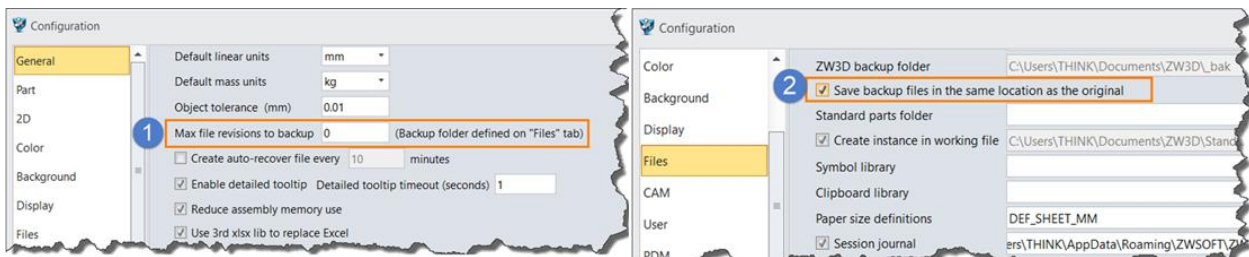 Configuration
General
Part
2D
Color
Background
Display
Files
Default linear units mm
Default mass units kg
Object tolerance (mm) 0.01
1 Max file revisions to backup 0 (Backup folder defined on "Files" tab)
Create auto-recover file every 10 minutes
Enable detailed tooltip Detailed tooltip timeout (seconds) 1
Reduce assembly memory use
Use 3rd xlsx lib to replace Excel
Configuration
Color
Background
Display
Files
CAM
User
PDM
ZW3D backup folder C:\Users\THINK\Documents\ZW3D\_bak
2 Save backup files in the same location as the original
Standard parts folder
Create instance in working file C:\Users\THINK\Documents\ZW3D\Stand
Symbol library
Clipboard library
Paper size definitions DEF_SHEET_MM
Session journal ers\THINK\AppData\Roaming\ZWSOFT\ZW